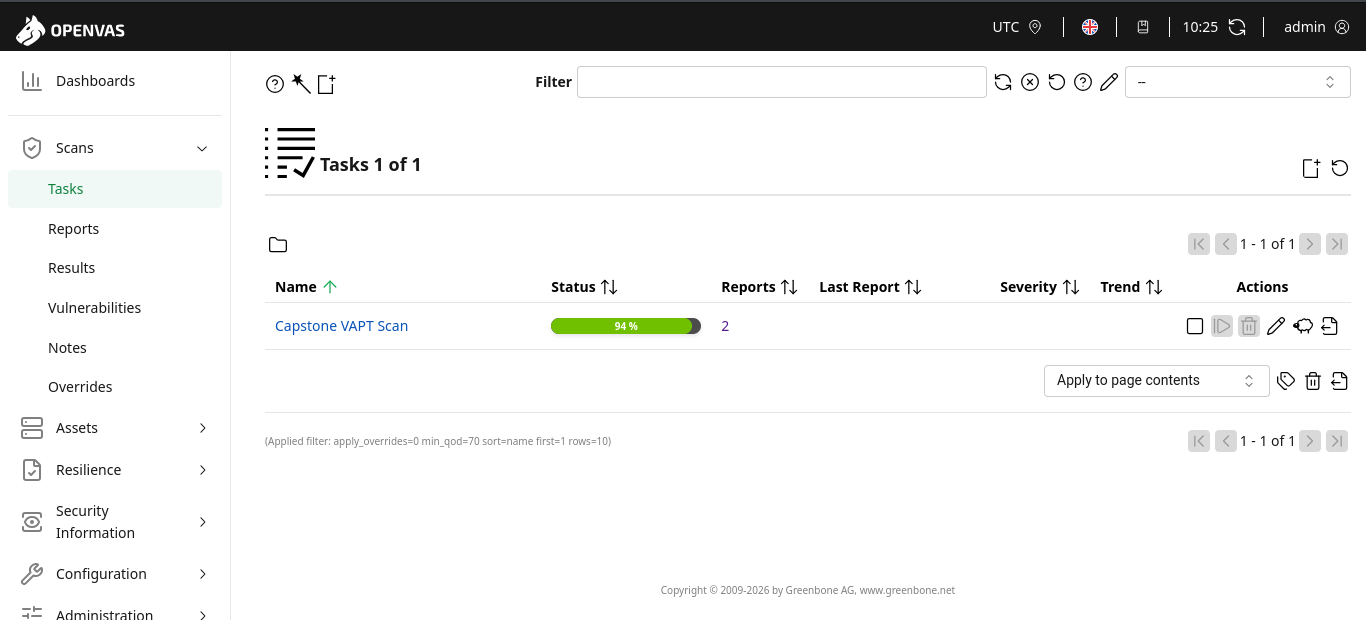 OPENVAS
UTC
10:25
admin
Dashboards
Scans
Tasks
Reports
Results
Vulnerabilities
Notes
Overrides
Assets
Resilience
Security
Information
Configuration
Administration
Filter
--
Tasks 1 of 1
1 - 1 of 1
Name Status Reports Last Report Severity Trend Actions
Capstone VAPT Scan 94 % 2
Apply to page contents
(Applied filter: apply_overrides=0 min_qod=70 sort=name first=1 rows=10)
1 - 1 of 1
Copyright © 2009-2026 by Greenbone AG, www.greenbone.net